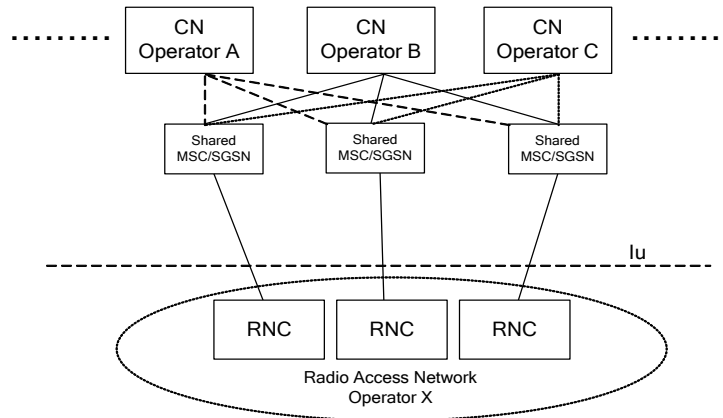 CN
Operator A
CN
Operator B
CN
Operator C
Shared
MSC/SGSN
Shared
MSC/SGSN
Shared
MSC/SGSN
Iu
RNC
RNC
RNC
Radio Access Network
Operator X